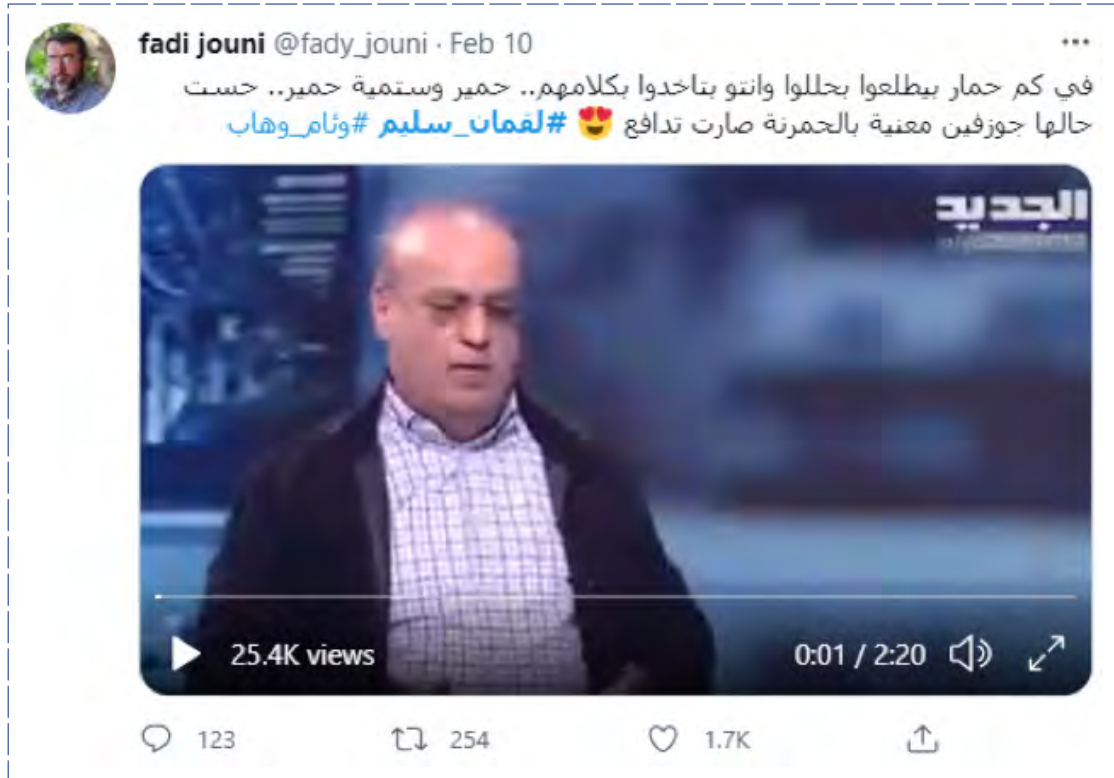 fadi jouni @fady_jouni · Feb 10
في كم حمار بيطلعوا بحللوا وانتو بتاخدوا بكلامهم.. حمير وستمية حمير.. حست
حالها جوزفين معنية بالحمرنة صارت تدافع 😍 #لقمان_سليم #وئام_وهاب
الجديد
25.4K views
0:01 / 2:20
123
254
1.7K